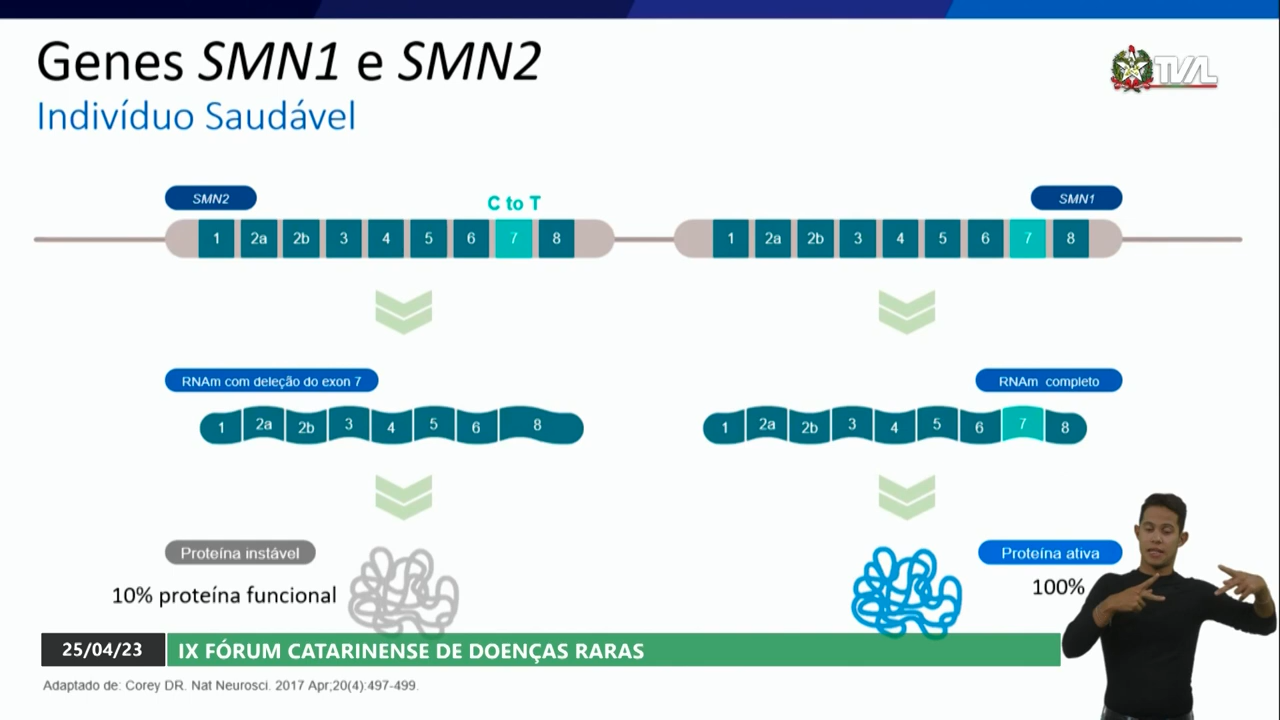 Genes SMN1 e SMN2
TVAL
Indivíduo Saudável
SMN2
SMN1
C to T
1 2a 2b 3 4 5 6 7 8
1 2a 2b 3 4 5 6 7 8
RNAm com deleção do exon 7
RNAm completo
1 2a 2b 3 4 5 6 8
1 2a 2b 3 4 5 6 7 8
Proteína instável
Proteína ativa
10% proteína funcional
100%
25/04/23
IX FÓRUM CATARINENSE DE DOENÇAS RARAS
Adaptado de: Corey DR. Nat Neurosci. 2017 Apr;20(4):497-499.